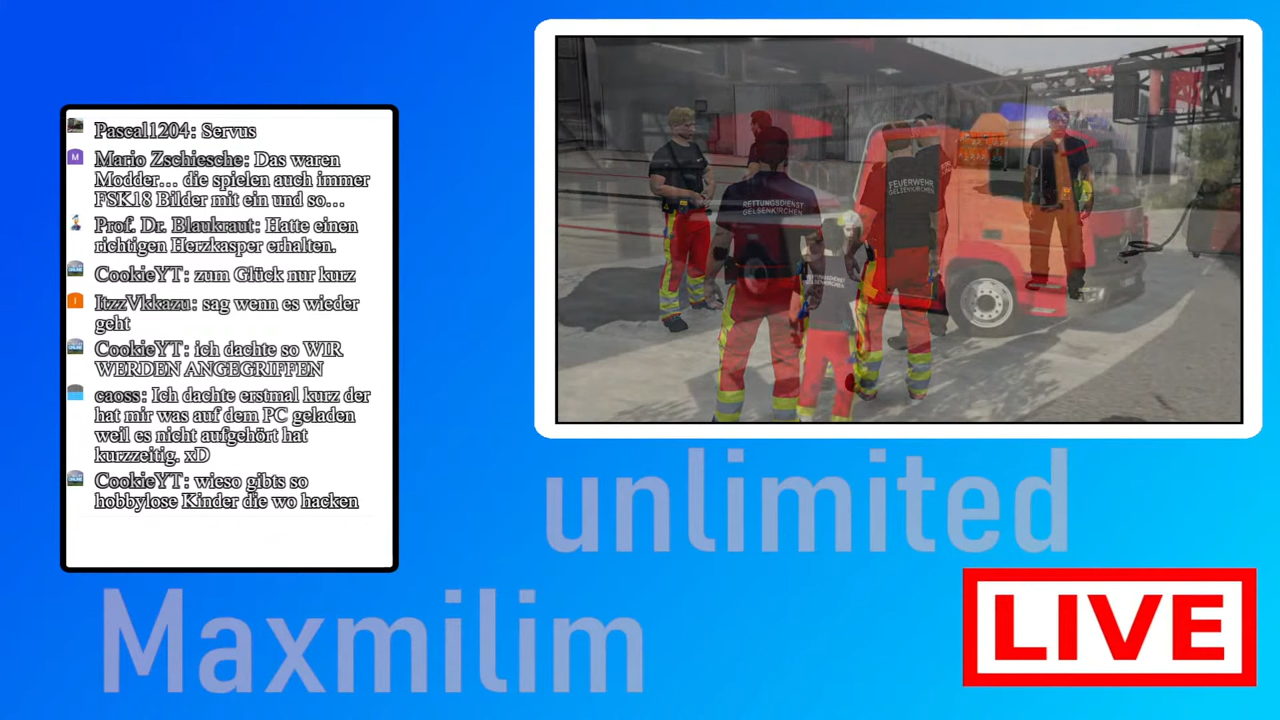 Pascal1204: Servus
Mario Zschiesche: Das waren
Modder... die spielen auch immer
FSK18 Bilder mit ein und so...
Prof. Dr. Blaukraut: Hatte einen
richtigen Herzkasper erhalten.
CookieYT: zum Glück nur kurz
ItzzVkkazu: sag wenn es wieder
geht
CookieYT: ich dachte so WIR
WERDEN ANGEGRIFFEN
caoss: Ich dachte erstmal kurz der
hat mir was auf dem PC geladen
weil es nicht aufgehört hat
kurzzeitig. xD
CookieYT: wieso gibts so
hobbylose Kinder die wo hacken
RETTUNGSDIENST
GELSENKIRCHEN
FEUERWEHR
GELSENKIRCHEN
RETTUNGSDIENST
GELSENKIRCHEN
unlimited
Maxmilim
LIVE